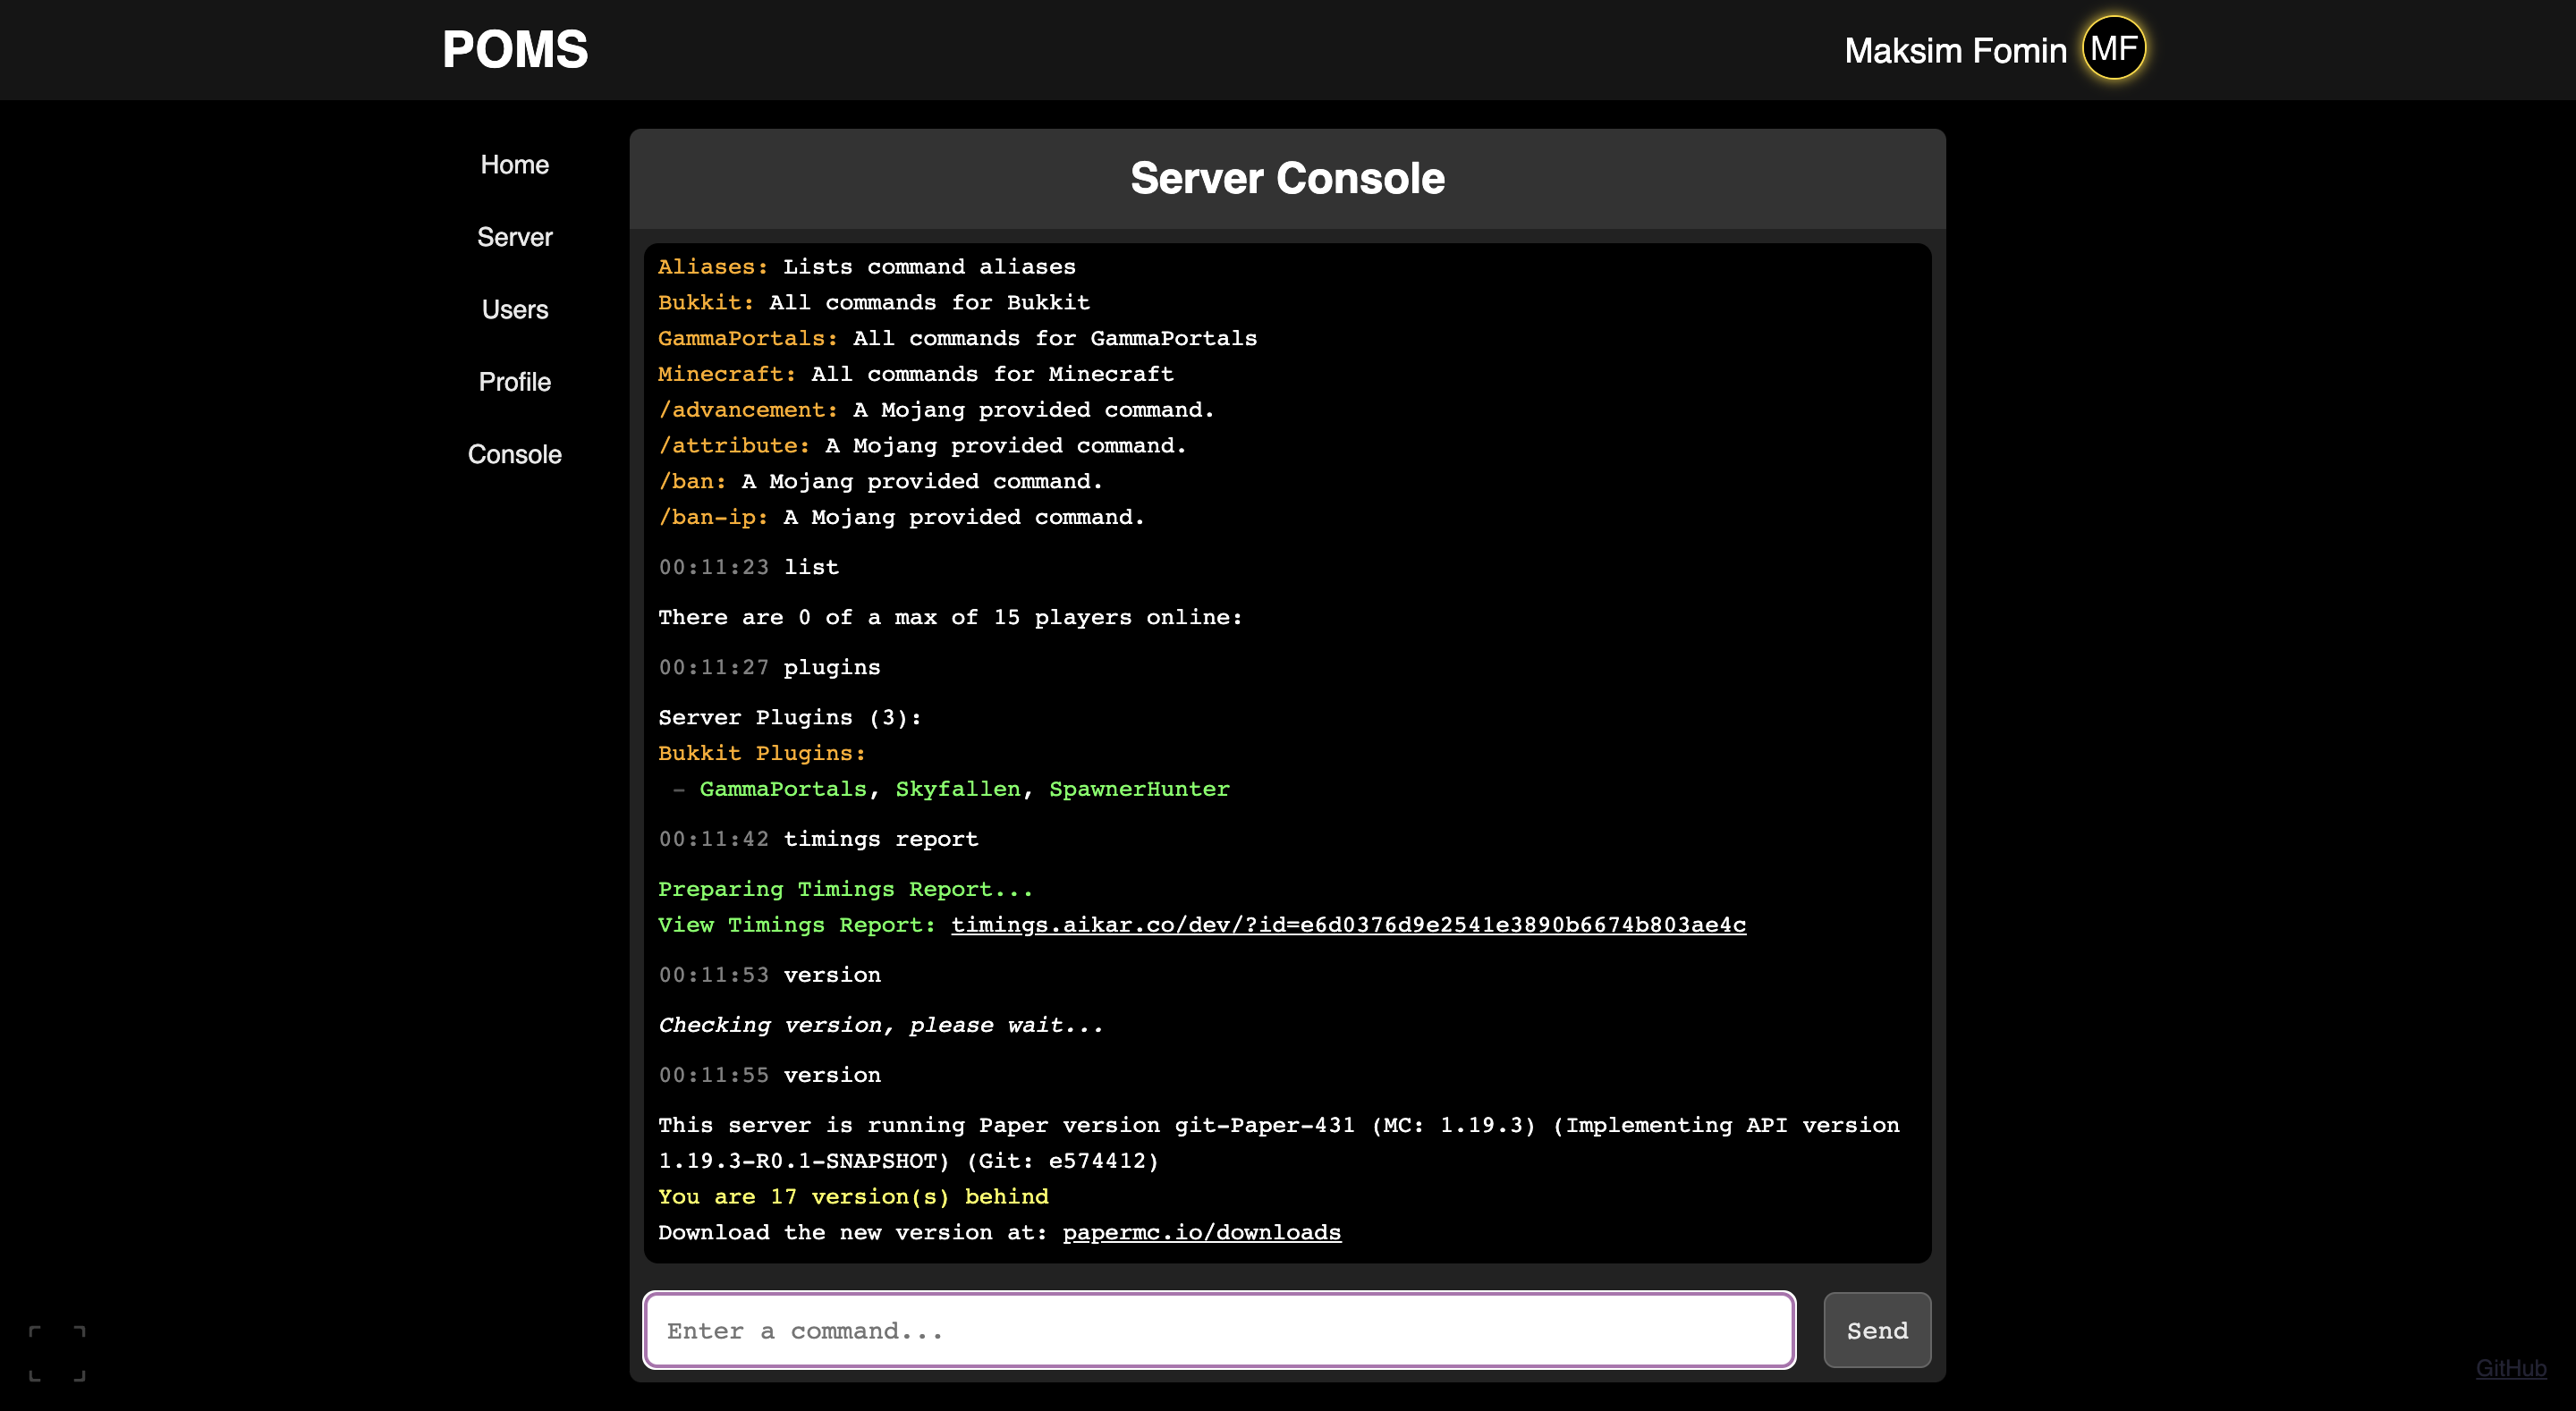 POMS
Maksim Fomin MF
Home
Server
Users
Profile
Console
Server Console
Aliases: Lists command aliases
Bukkit: All commands for Bukkit
GammaPortals: All commands for GammaPortals
Minecraft: All commands for Minecraft
/advancement: A Mojang provided command.
/attribute: A Mojang provided command.
/ban: A Mojang provided command.
/ban-ip: A Mojang provided command.
00:11:23 list
There are 0 of a max of 15 players online:
00:11:27 plugins
Server Plugins (3):
Bukkit Plugins:
- GammaPortals, Skyfallen, SpawnerHunter
00:11:42 timings report
Preparing Timings Report...
View Timings Report: timings.aikar.co/dev/?id=e6d0376d9e2541e3890b6674b803ae4c
00:11:53 version
Checking version, please wait...
00:11:55 version
This server is running Paper version git-Paper-431 (MC: 1.19.3) (Implementing API version
1.19.3-R0.1-SNAPSHOT) (Git: e574412)
You are 17 version(s) behind
Download the new version at: papermc.io/downloads
Enter a command...
Send
GitHub